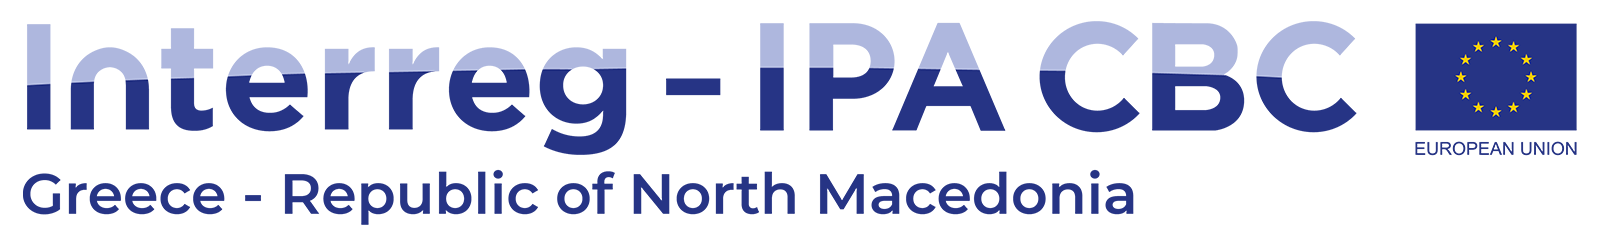 Interreg - IPA CBC
EUROPEAN UNION
Greece - Republic of North Macedonia